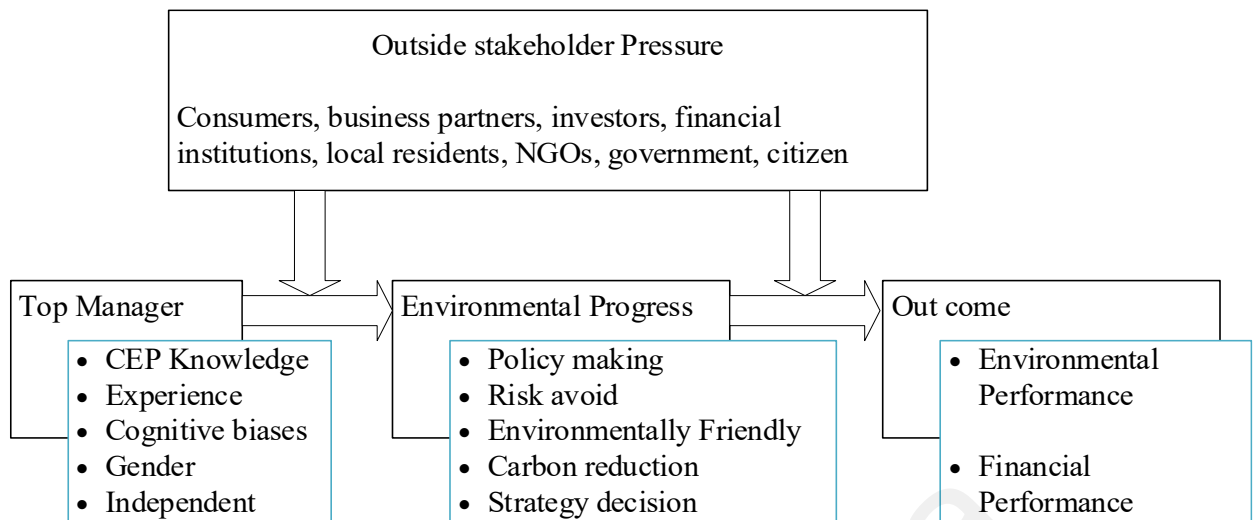 Outside stakeholder Pressure
Consumers, business partners, investors, financial
institutions, local residents, NGOs, government, citizen
Top Manager
• CEP Knowledge
• Experience
• Cognitive biases
• Gender
• Independent
Environmental Progress
• Policy making
• Risk avoid
• Environmentally Friendly
• Carbon reduction
• Strategy decision
Out come
• Environmental
Performance
• Financial
Performance